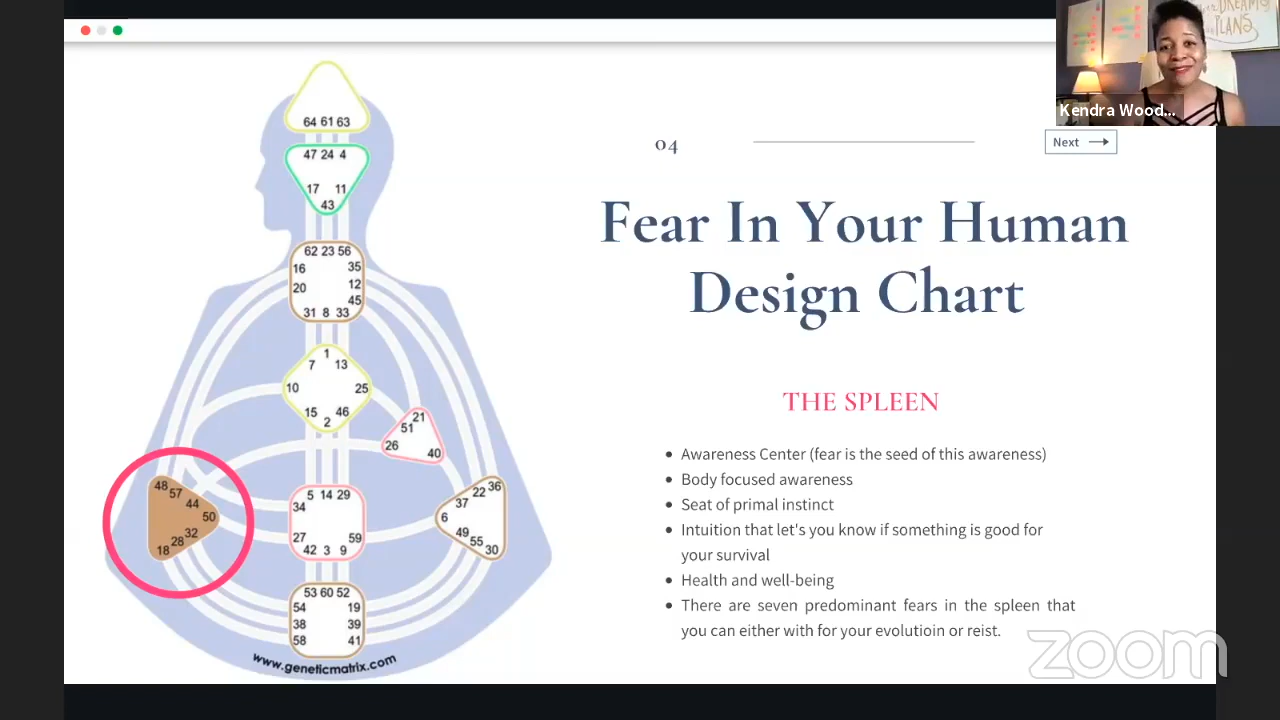 DREAM
PLANS
Kendra Wood...
04
Next
Fear In Your Human
Design Chart
THE SPLEEN
Awareness Center (fear is the seed of this awareness)
Body focused awareness
Seat of primal instinct
Intuition that let's you know if something is good for
your survival
Health and well-being
There are seven predominant fears in the spleen that
you can either with for your evolutioin or reist.
zoom
64 61 63
47 24 4
17 11
43
62 23 56
16 35
20 12
45
31 8 33
1
7 13
10 25
15 46
2
21
51
26 40
48
57
44
50
32
28
18
5 14 29
34
27 59
42 3 9
36
22
37
6
49
55
30
53 60 52
54 19
38 39
58 41
www.geneticmatrix.com